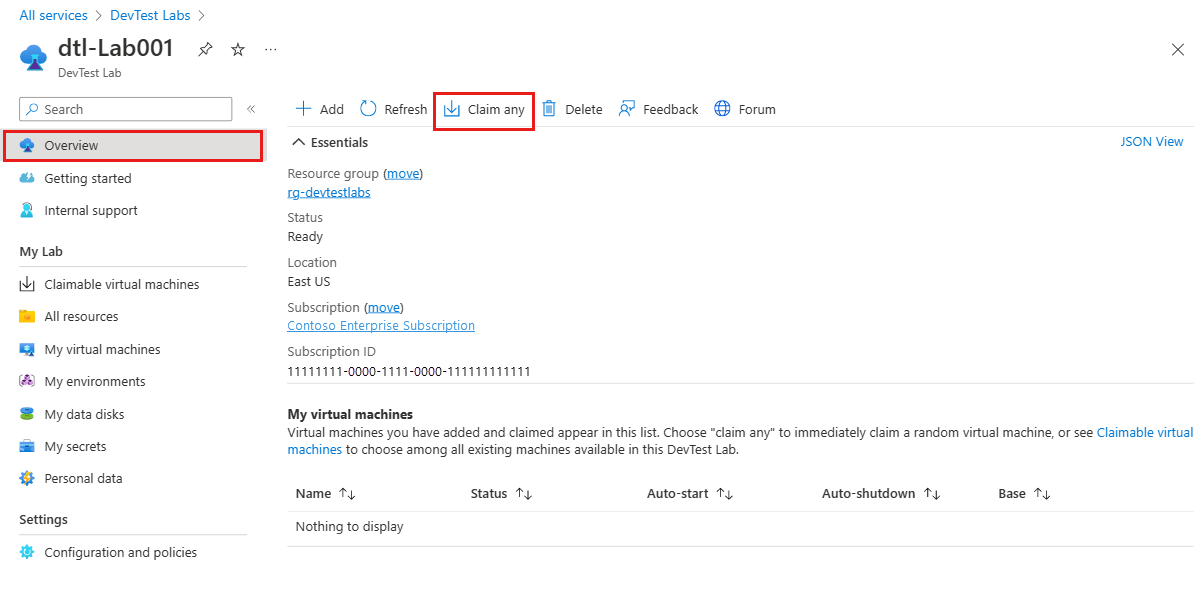 All services > DevTest Labs >
dtl-Lab001 ...
DevTest Lab
Search «
Add Refresh Claim any Delete Feedback Forum
Overview
Getting started
Internal support
My Lab
Claimable virtual machines
All resources
My virtual machines
My environments
My data disks
My secrets
Personal data
Settings
Configuration and policies
Essentials JSON View
Resource group (move)
rg-devtestlabs
Status
Ready
Location
East US
Subscription (move)
Contoso Enterprise Subscription
Subscription ID
11111111-0000-1111-0000-111111111111
My virtual machines
Virtual machines you have added and claimed appear in this list. Choose "claim any" to immediately claim a random virtual machine, or see Claimable virtual
machines to choose among all existing machines available in this DevTest Lab.
Name ↑↓ Status ↑↓ Auto-start ↑↓ Auto-shutdown ↑↓ Base ↑↓
Nothing to display